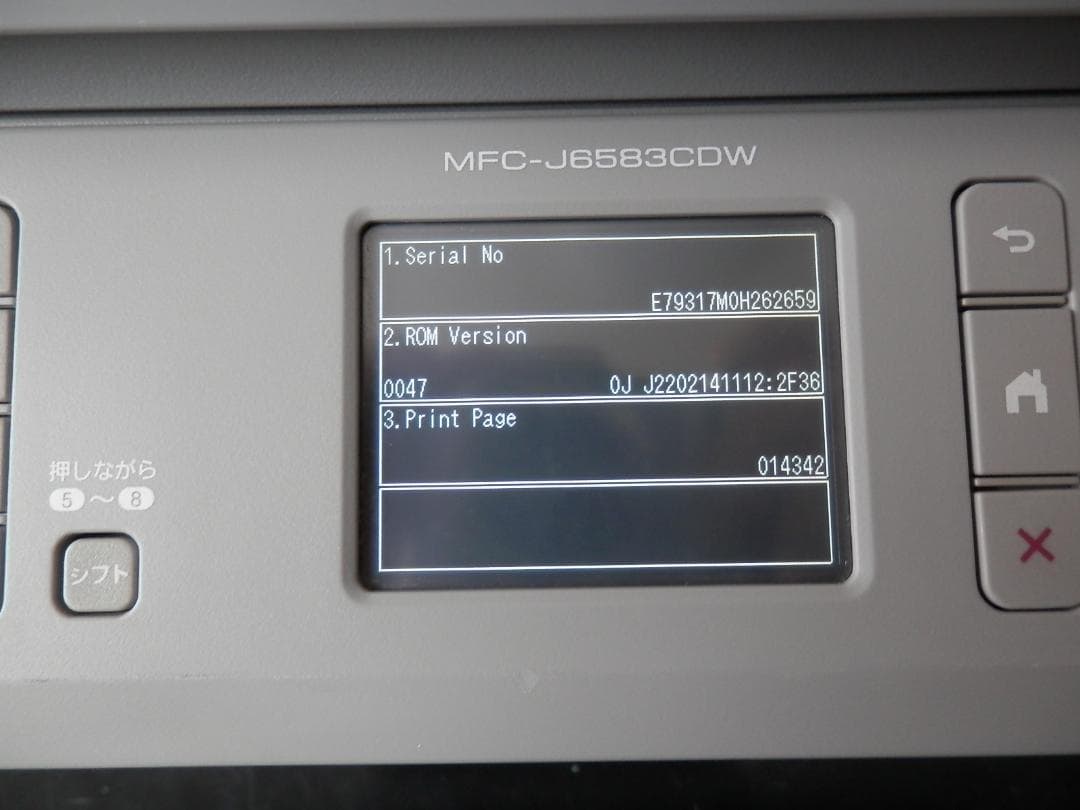 MFC-J6583CDW
1.Serial No
E79317M0H262659
2.ROM Version
0047 0J J2202141112:2F36
3.Print Page
014342
押しながら
5〜8
シフト